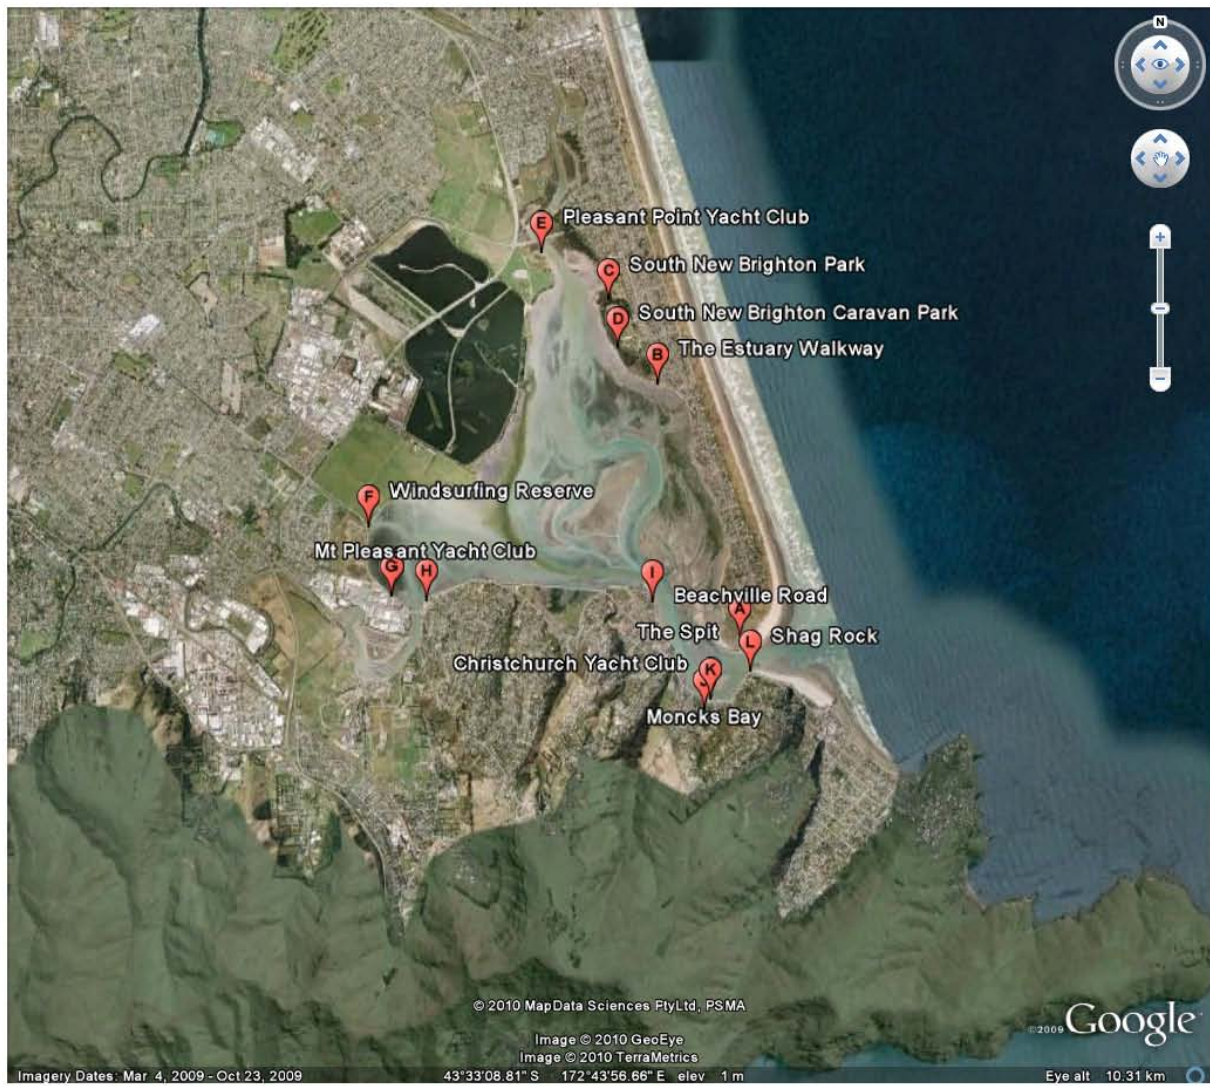 N
E Pleasant Point Yacht Club
C South New Brighton Park
D South New Brighton Caravan Park
B The Estuary Walkway
F Windsurfing Reserve
Mt Pleasant Yacht Club
G H I
Beachville Road
A
The Spit
L Shag Rock
Christchurch Yacht Club K
Moncks Bay
© 2010 MapData Sciences PtyLtd, PSMA
©2009 Google
Image © 2010 GeoEye
Image © 2010 TerraMetrics
Imagery Dates: Mar 4, 2009 - Oct 23, 2009 43°33'08.81" S 172°43'56.66" E elev 1 m Eye alt 10.31 km